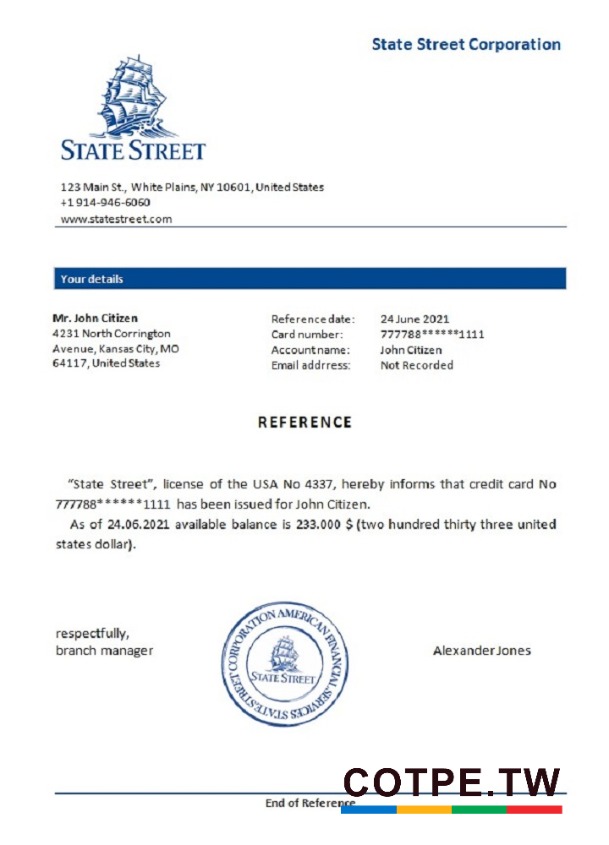 State Street Corporation
STATE STREET
123 Main St., White Plains, NY 10601, United States
+1 914-946-6060
www.statestreet.com
Your details
Mr. John Citizen
4231 North Corrington
Avenue, Kansas City, MO
64117, United States
Reference date: 24 June 2021
Card number: 777788******1111
Account name: John Citizen
Email addrress: Not Recorded
REFERENCE
"State Street", license of the USA No 4337, hereby informs that credit card No
777788******1111 has been issued for John Citizen.
As of 24.06.2021 available balance is 233.000 $ (two hundred thirty three united
states dollar).
respectfully,
branch manager
STATE STREET CORPORATION AMERICAN FINANCIAL SERVICES
STATE STREET
Alexander Jones
COTPE.TW
End of Reference